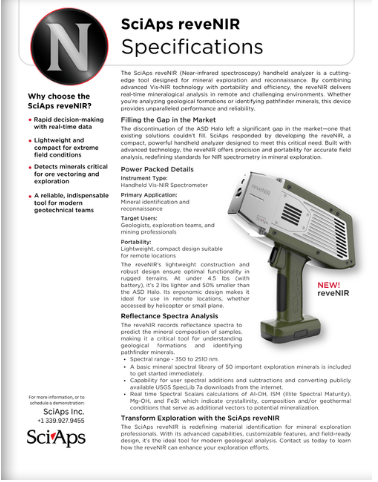 N
SciAps reveNIR
Specifications
Why choose the
SciAps reveNIR?
• Rapid decision-making
with real-time data
• Lightweight and
compact for extreme
field conditions
• Detects minerals critical
for ore vectoring and
exploration
• A reliable, indispensable
tool for modern
geotechnical teams
For more information, or to
schedule a demonstration:
SciAps Inc.
+1 339.927.9455
SciAps
The SciAps reveNIR (Near-infrared spectroscopy) handheld analyzer is a cutting-
edge tool designed for mineral exploration and reconnaissance. By combining
advanced Vis-NIR technology with portability and efficiency, the reveNIR delivers
real-time mineralogical analysis in remote and challenging environments. Whether
you're analyzing geological formations or identifying pathfinder minerals, this device
provides unparalleled performance and reliability.
Filling the Gap in the Market
The discontinuation of the ASD Halo left a significant gap in the market—one that
existing solutions couldn't fill. SciAps responded by developing the reveNIR, a
compact, powerful handheld analyzer designed to meet this critical need. Built with
advanced technology, the reveNIR offers precision and portability for accurate field
analysis, redefining standards for NIR spectrometry in mineral exploration.
Power Packed Details
Instrument Type:
Handheld Vis-NIR Spectrometer
Primary Application:
Mineral identification and
reconnaissance
Target Users:
Geologists, exploration teams, and
mining professionals
Portability:
Lightweight, compact design suitable
for remote locations
The reveNIR's lightweight construction and
robust design ensure optimal functionality in
rugged terrains. At under 4.5 lbs (with
battery), it's 2 lbs lighter and 50% smaller than
the ASD Halo. Its ergonomic design makes it
ideal for use in remote locations, whether
accessed by helicopter or small plane.
NEW!
reveNIR
Reflectance Spectra Analysis
The reveNIR records reflectance spectra to
predict the mineral composition of samples,
making it a critical tool for understanding
geological formations and identifying
pathfinder minerals.
• Spectral range - 350 to 2510 nm.
• A basic mineral spectral library of 50 important exploration minerals is included
to get started immediately.
• Capability for user spectral additions and subtractions and converting publicly
available USGS SpecLib 7a downloads from the internet.
• Real time Spectral Scalars calculations of Al-OH, ISM (Illite Spectral Maturity),
Mg-OH, and Fe3t which indicate crystallinity, composition and/or geothermal
conditions that serve as additional vectors to potential mineralization.
Transform Exploration with the SciAps reveNIR
The SciAps reveNIR is redefining material identification for mineral exploration
professionals. With its advanced capabilities, customizable features, and field-ready
design, it's the ideal tool for modern geological analysis. Contact us today to learn
how the reveNIR can enhance your exploration efforts.